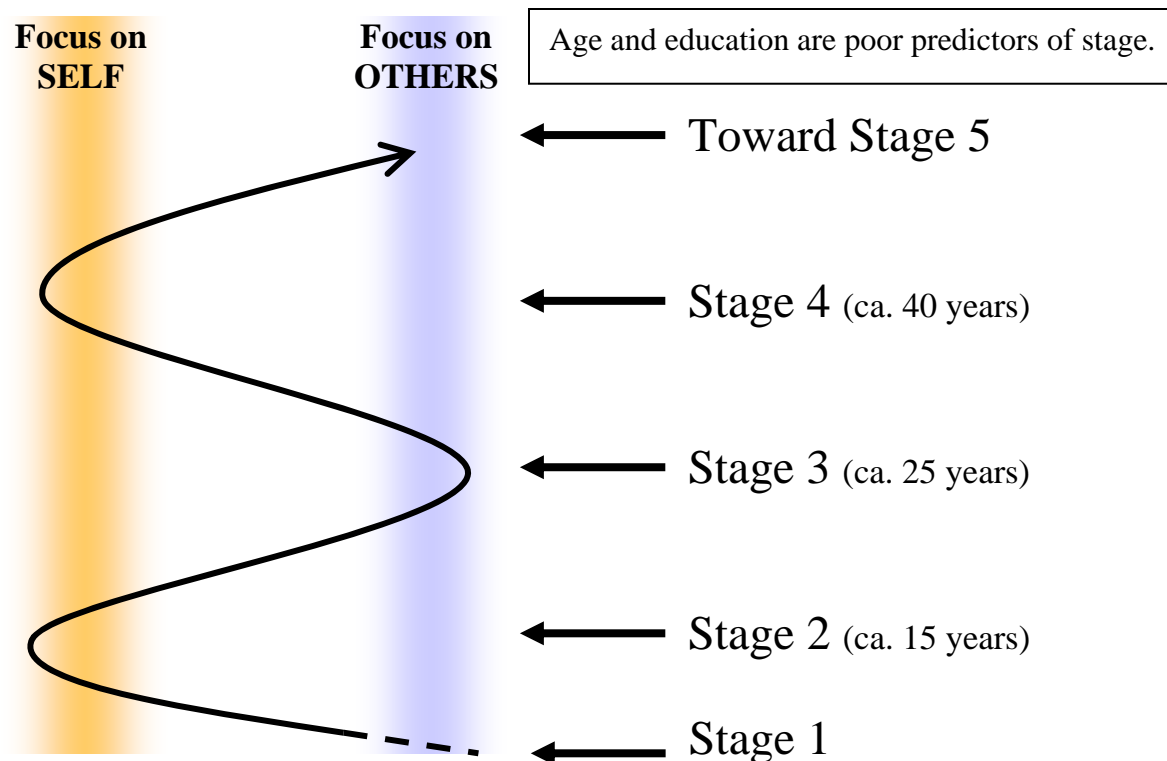 Focus on
SELF
Focus on
OTHERS
Age and education are poor predictors of stage.
Toward Stage 5
Stage 4 (ca. 40 years)
Stage 3 (ca. 25 years)
Stage 2 (ca. 15 years)
Stage 1